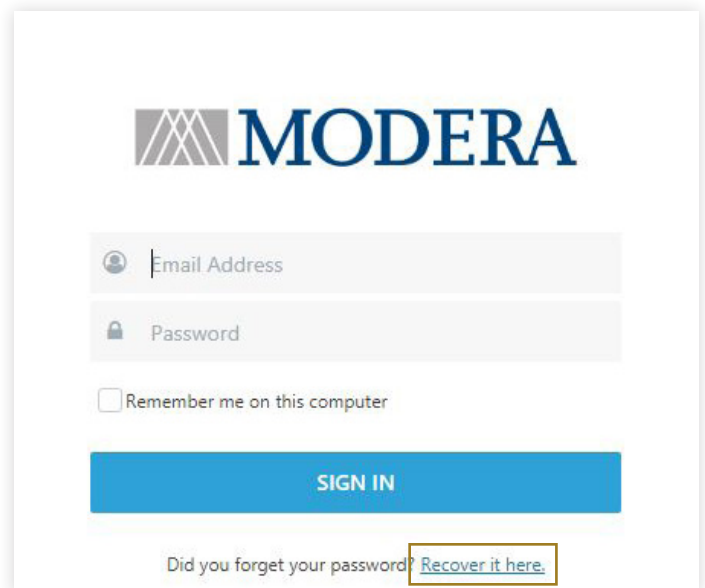 MODERA
Email Address
Password
Remember me on this computer
SIGN IN
Did you forget your password? Recover it here.